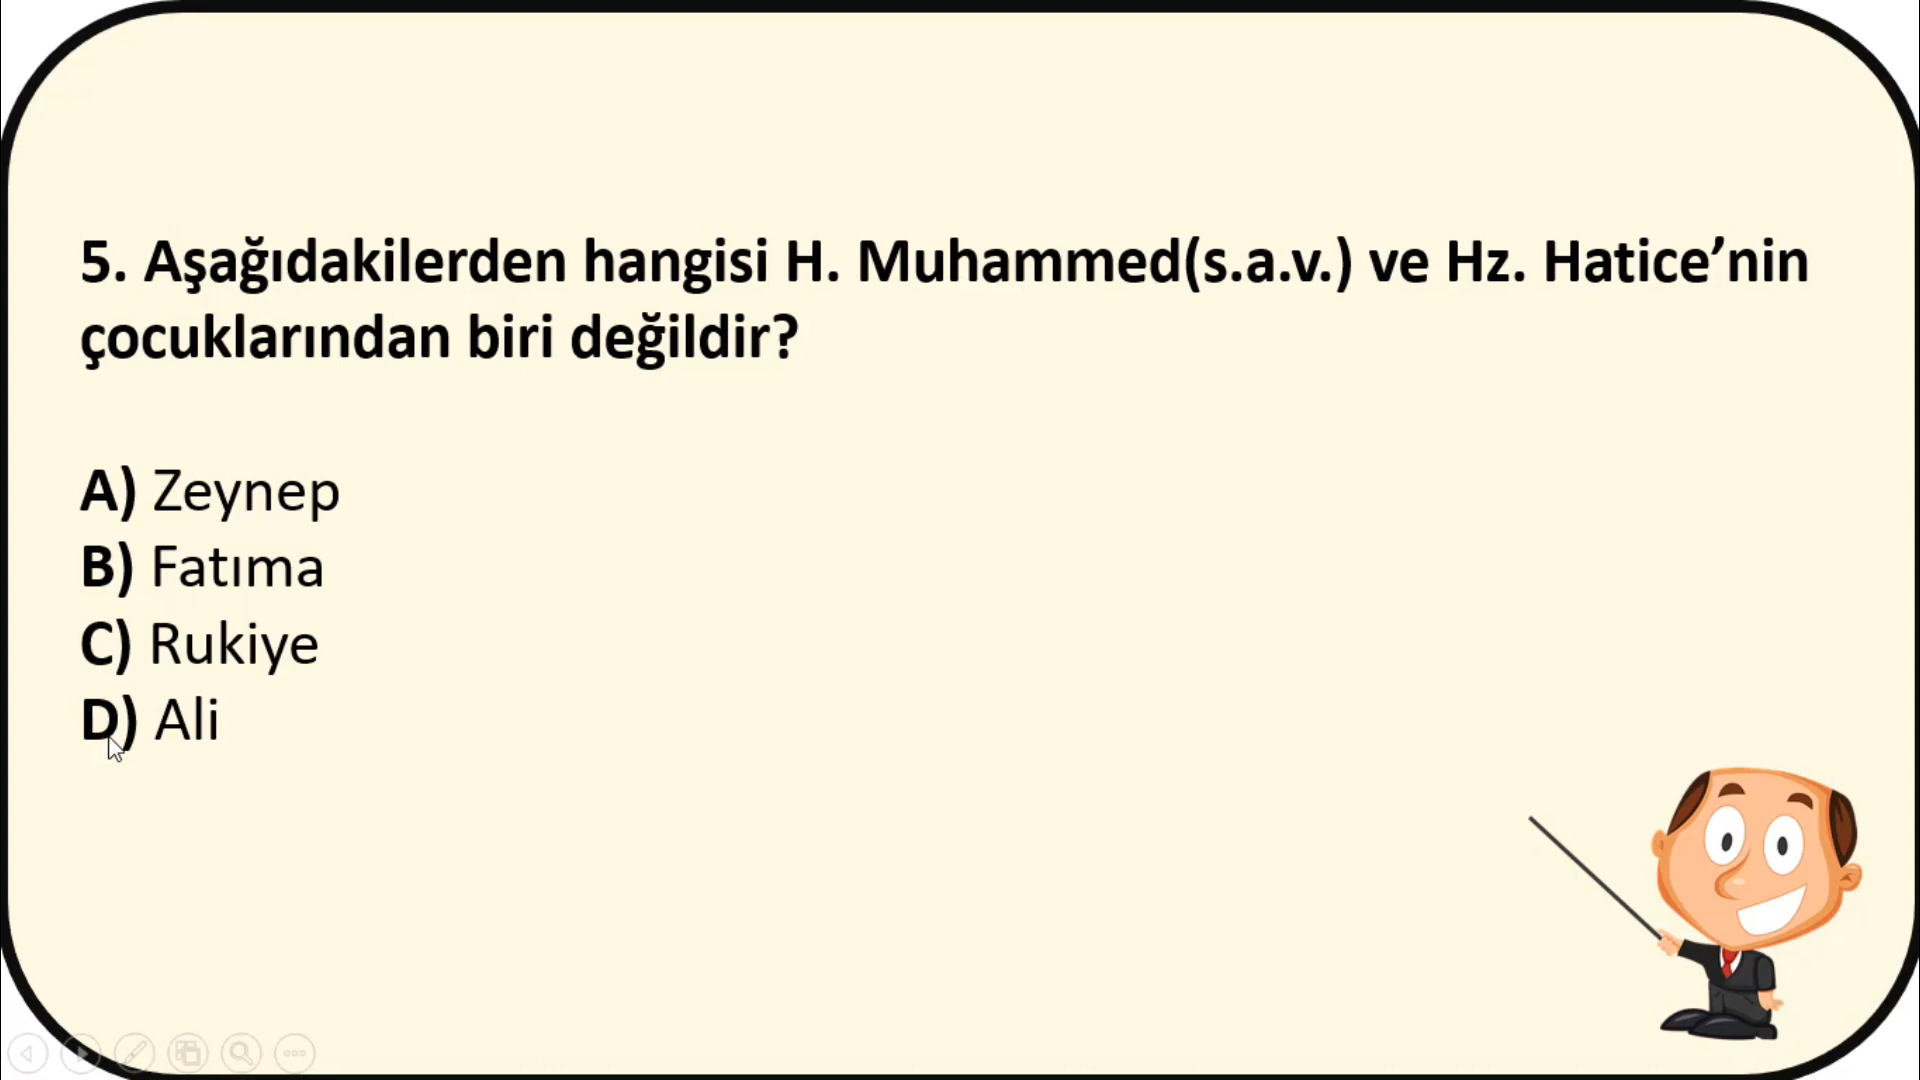 5. Aşağıdakilerden hangisi H. Muhammed(s.a.v.) ve Hz. Hatice’nin
çocuklarından biri değildir?
A) Zeynep
B) Fatıma
C) Rukiye
D) Ali